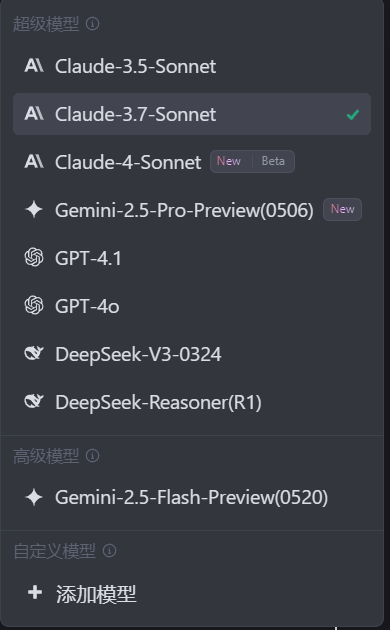 超级模型
Claude-3.5-Sonnet
Claude-3.7-Sonnet
Claude-4-Sonnet New Beta
Gemini-2.5-Pro-Preview(0506) New
GPT-4.1
GPT-4o
DeepSeek-V3-0324
DeepSeek-Reasoner(R1)
高级模型
Gemini-2.5-Flash-Preview(0520)
自定义模型
添加模型